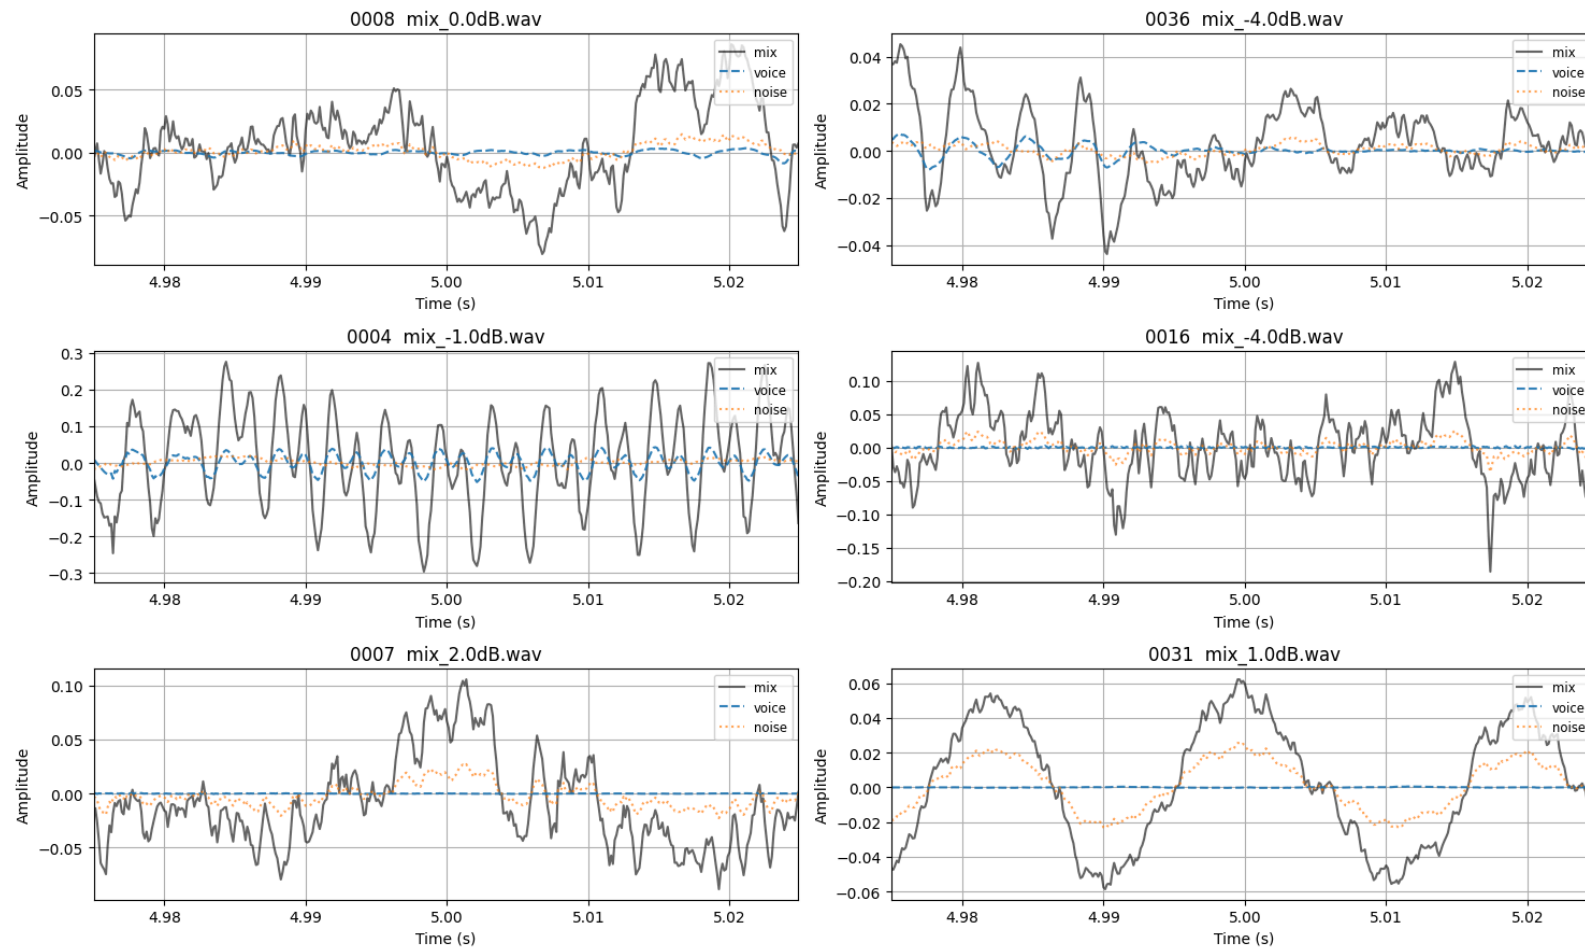 0008 mix_0.0dB.wav
Amplitude
0.05
0.00
−0.05
mix
voice
noise
4.98 4.99 5.00 5.01 5.02
Time (s)
0036 mix_-4.0dB.wav
Amplitude
0.04
0.02
0.00
−0.02
−0.04
mix
voice
noise
4.98 4.99 5.00 5.01 5.02
Time (s)
0004 mix_-1.0dB.wav
Amplitude
0.3
0.2
0.1
0.0
−0.1
−0.2
−0.3
mix
voice
noise
4.98 4.99 5.00 5.01 5.02
Time (s)
0016 mix_-4.0dB.wav
Amplitude
0.10
0.05
0.00
−0.05
−0.10
−0.15
−0.20
mix
voice
noise
4.98 4.99 5.00 5.01 5.02
Time (s)
0007 mix_2.0dB.wav
Amplitude
0.10
0.05
0.00
−0.05
mix
voice
noise
4.98 4.99 5.00 5.01 5.02
Time (s)
0031 mix_1.0dB.wav
Amplitude
0.06
0.04
0.02
0.00
−0.02
−0.04
−0.06
mix
voice
noise
4.98 4.99 5.00 5.01 5.02
Time (s)